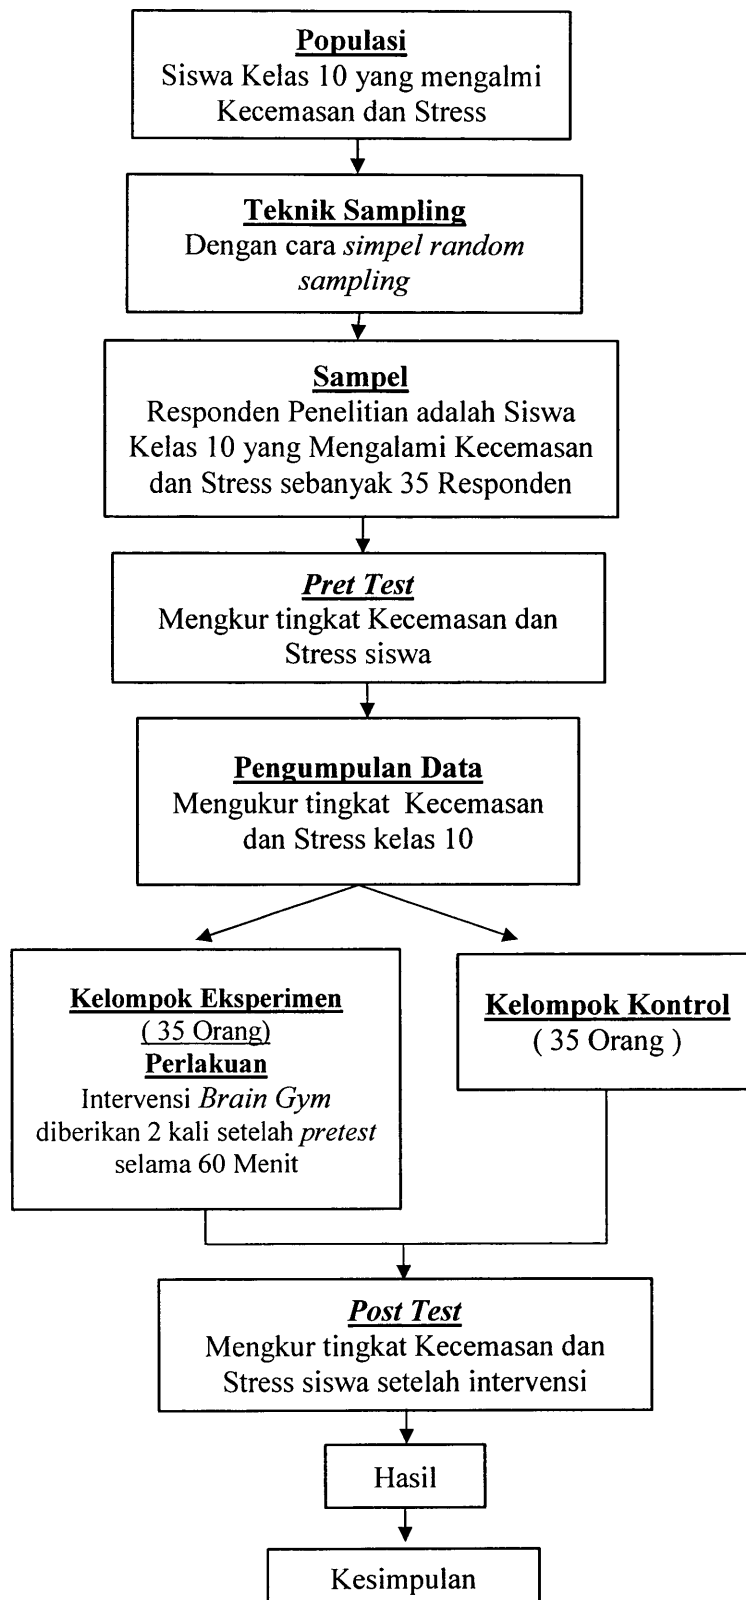 Populasi
Siswa Kelas 10 yang mengalmi
Kecemasan dan Stress
Teknik Sampling
Dengan cara simpel random
sampling
Sampel
Responden Penelitian adalah Siswa
Kelas 10 yang Mengalami Kecemasan
dan Stress sebanyak 35 Responden
Pret Test
Mengkur tingkat Kecemasan dan
Stress siswa
Pengumpulan Data
Mengukur tingkat Kecemasan
dan Stress kelas 10
Kelompok Eksperimen
( 35 Orang)
Perlakuan
Intervensi Brain Gym
diberikan 2 kali setelah pretest
selama 60 Menit
Kelompok Kontrol
( 35 Orang )
Post Test
Mengkur tingkat Kecemasan dan
Stress siswa setelah intervensi
Hasil
Kesimpulan